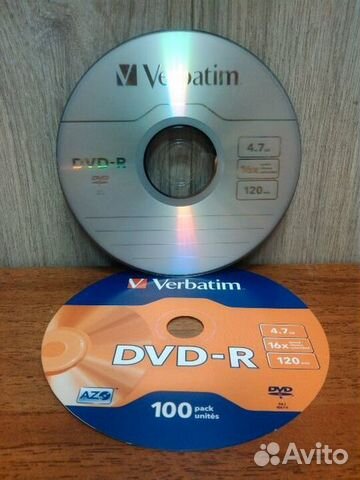 Verbatim
DVD-R
4.7
16x
120
Verbatim
DVD-R
4.7
16x
120
AZO
DVD
100 pack
unités
Avito